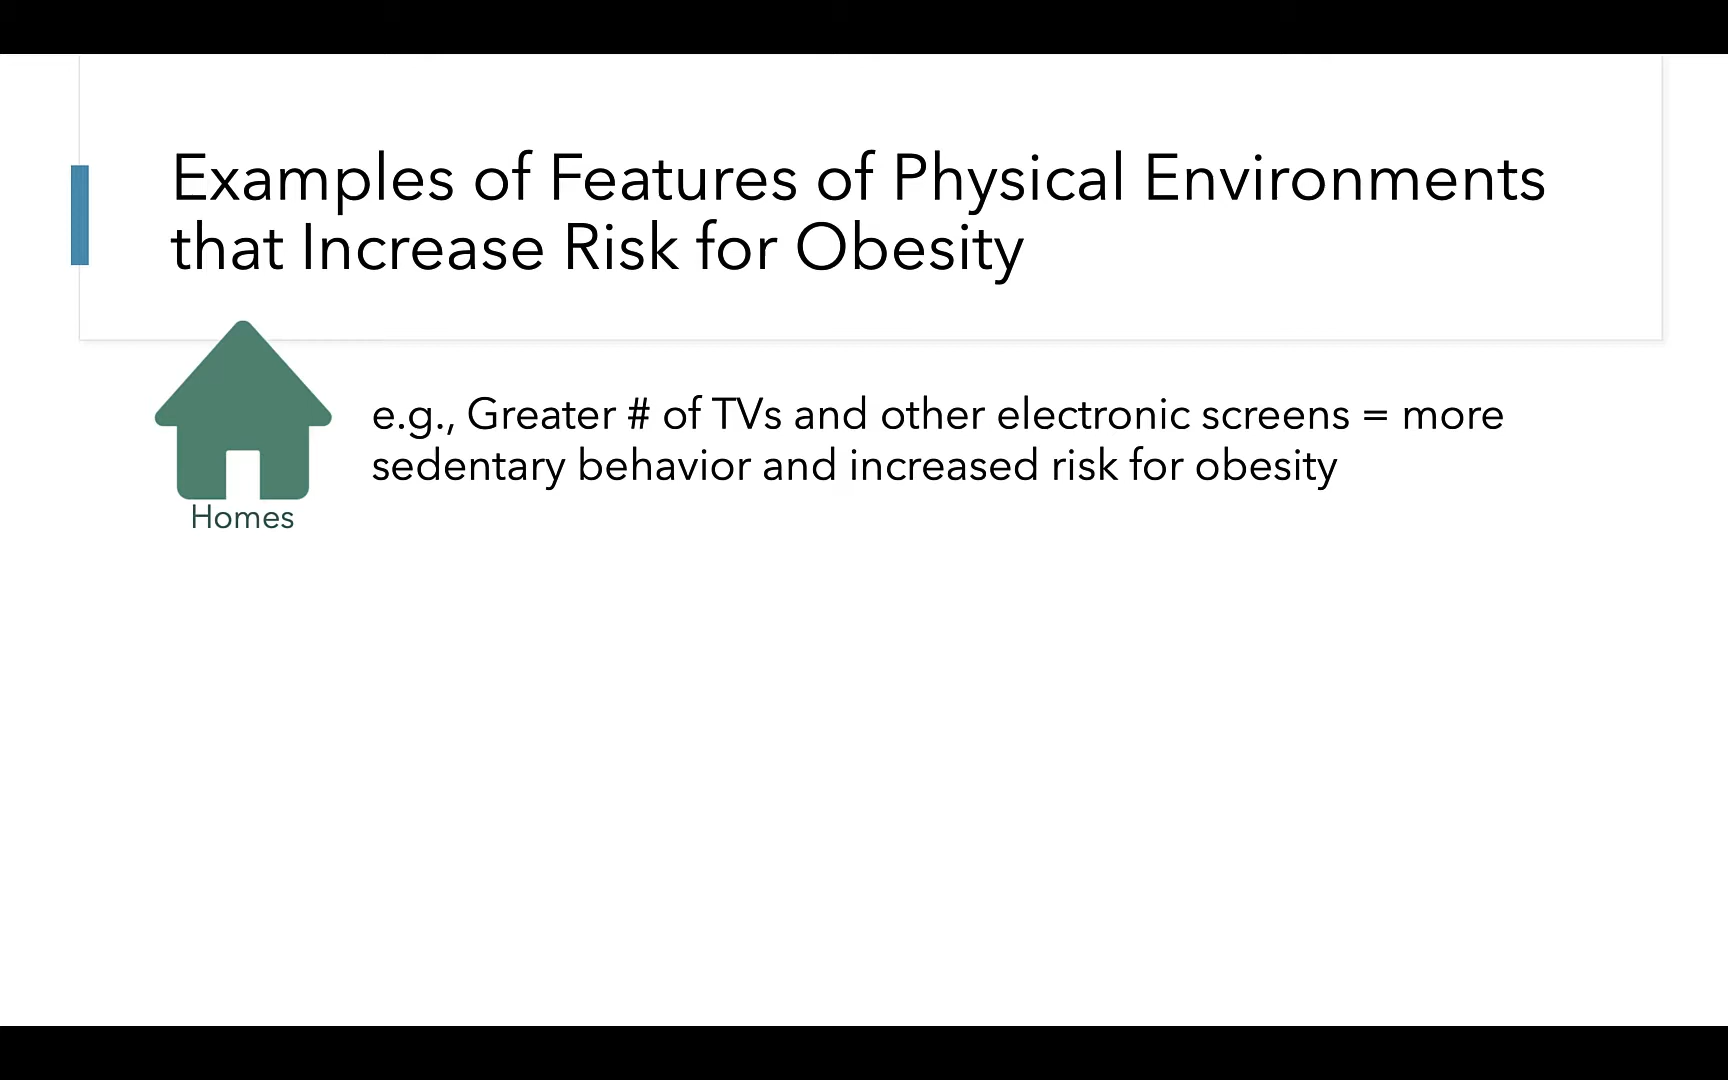 Examples of Features of Physical Environments
that Increase Risk for Obesity
e.g., Greater # of TVs and other electronic screens = more
sedentary behavior and increased risk for obesity
Homes